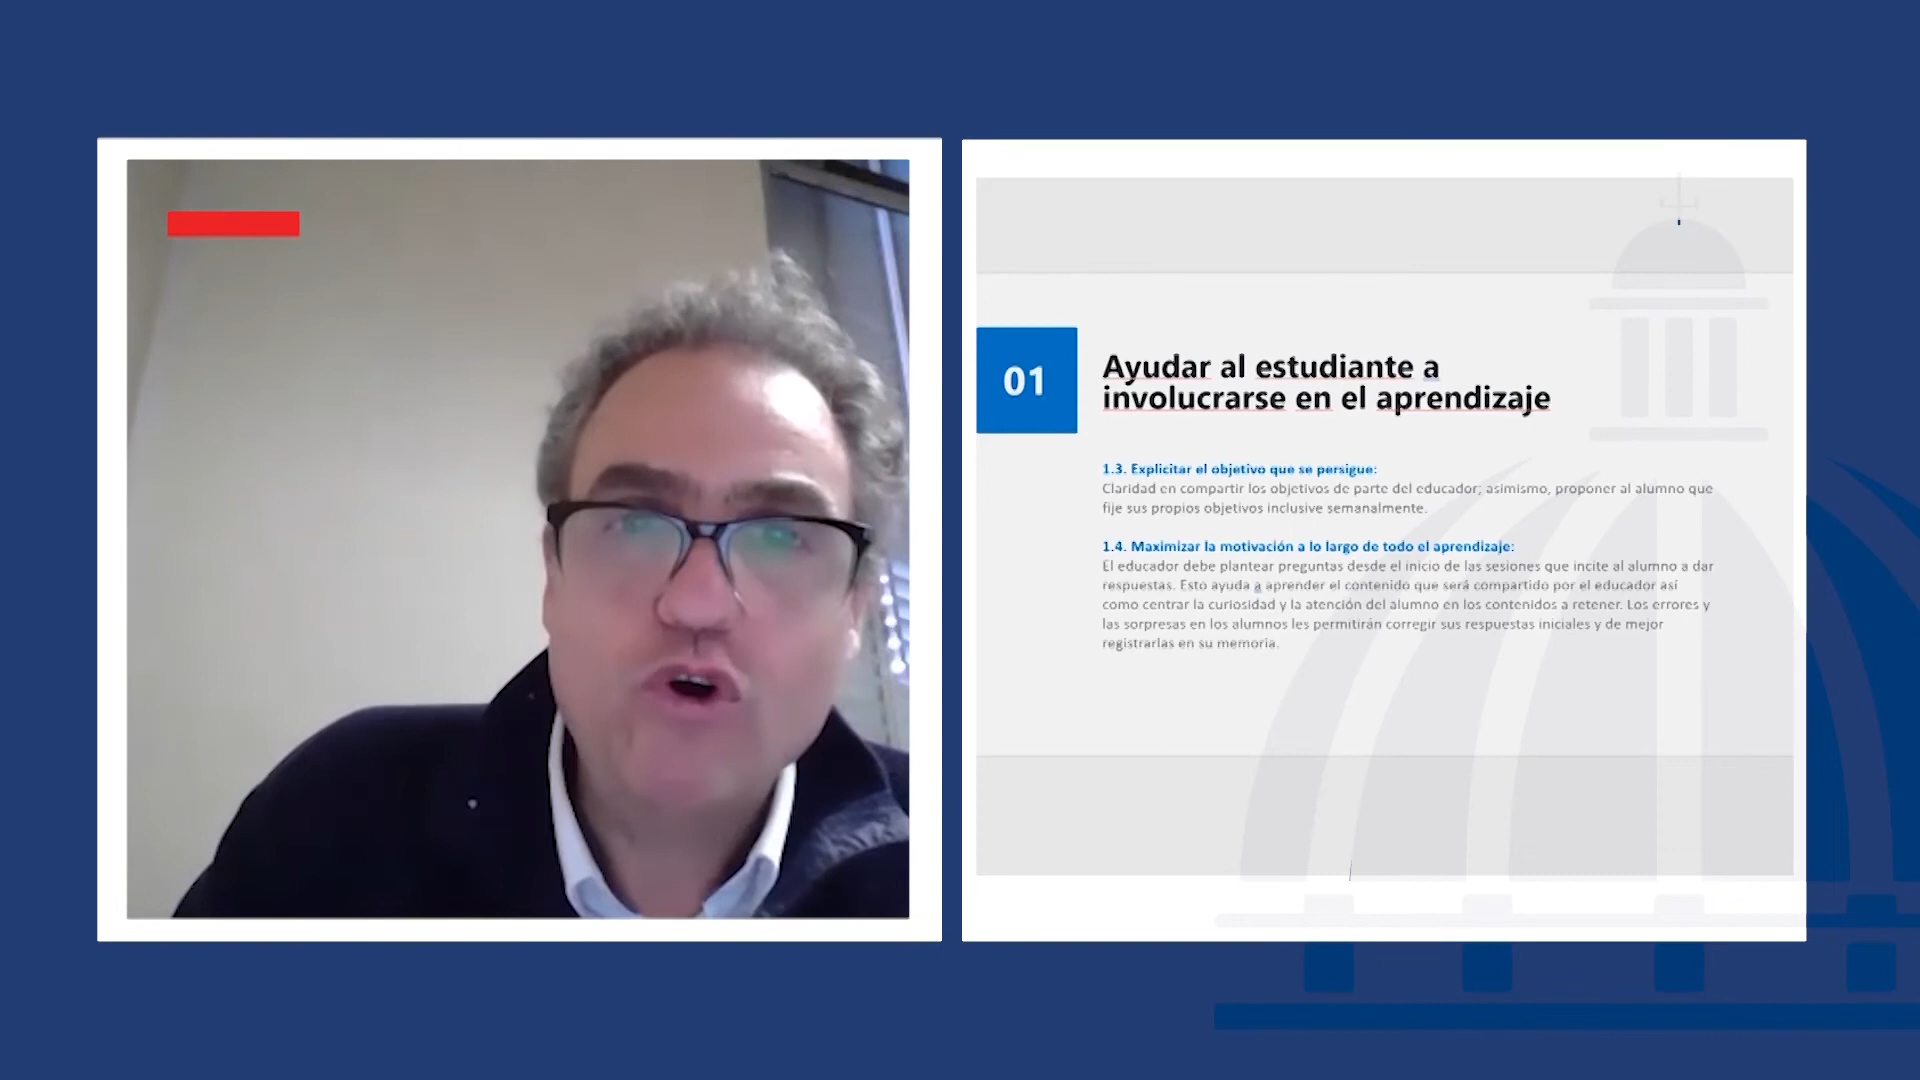 01
Ayudar al estudiante a
involucrarse en el aprendizaje
1.3. Explicitar el objetivo que se persigue:
Claridad en compartir los objetivos de parte del educador; asimismo, proponer al alumno que
fije sus propios objetivos inclusive semanalmente.
1.4. Maximizar la motivación a lo largo de todo el aprendizaje:
El educador debe plantear preguntas desde el inicio de las sesiones que incite al alumno a dar
respuestas. Esto ayuda a aprender el contenido que será compartido por el educador así
como centrar la curiosidad y la atención del alumno en los contenidos a retener. Los errores y
las sorpresas en los alumnos les permitirán corregir sus respuestas iniciales y de mejor
registrarlas en su memoria.